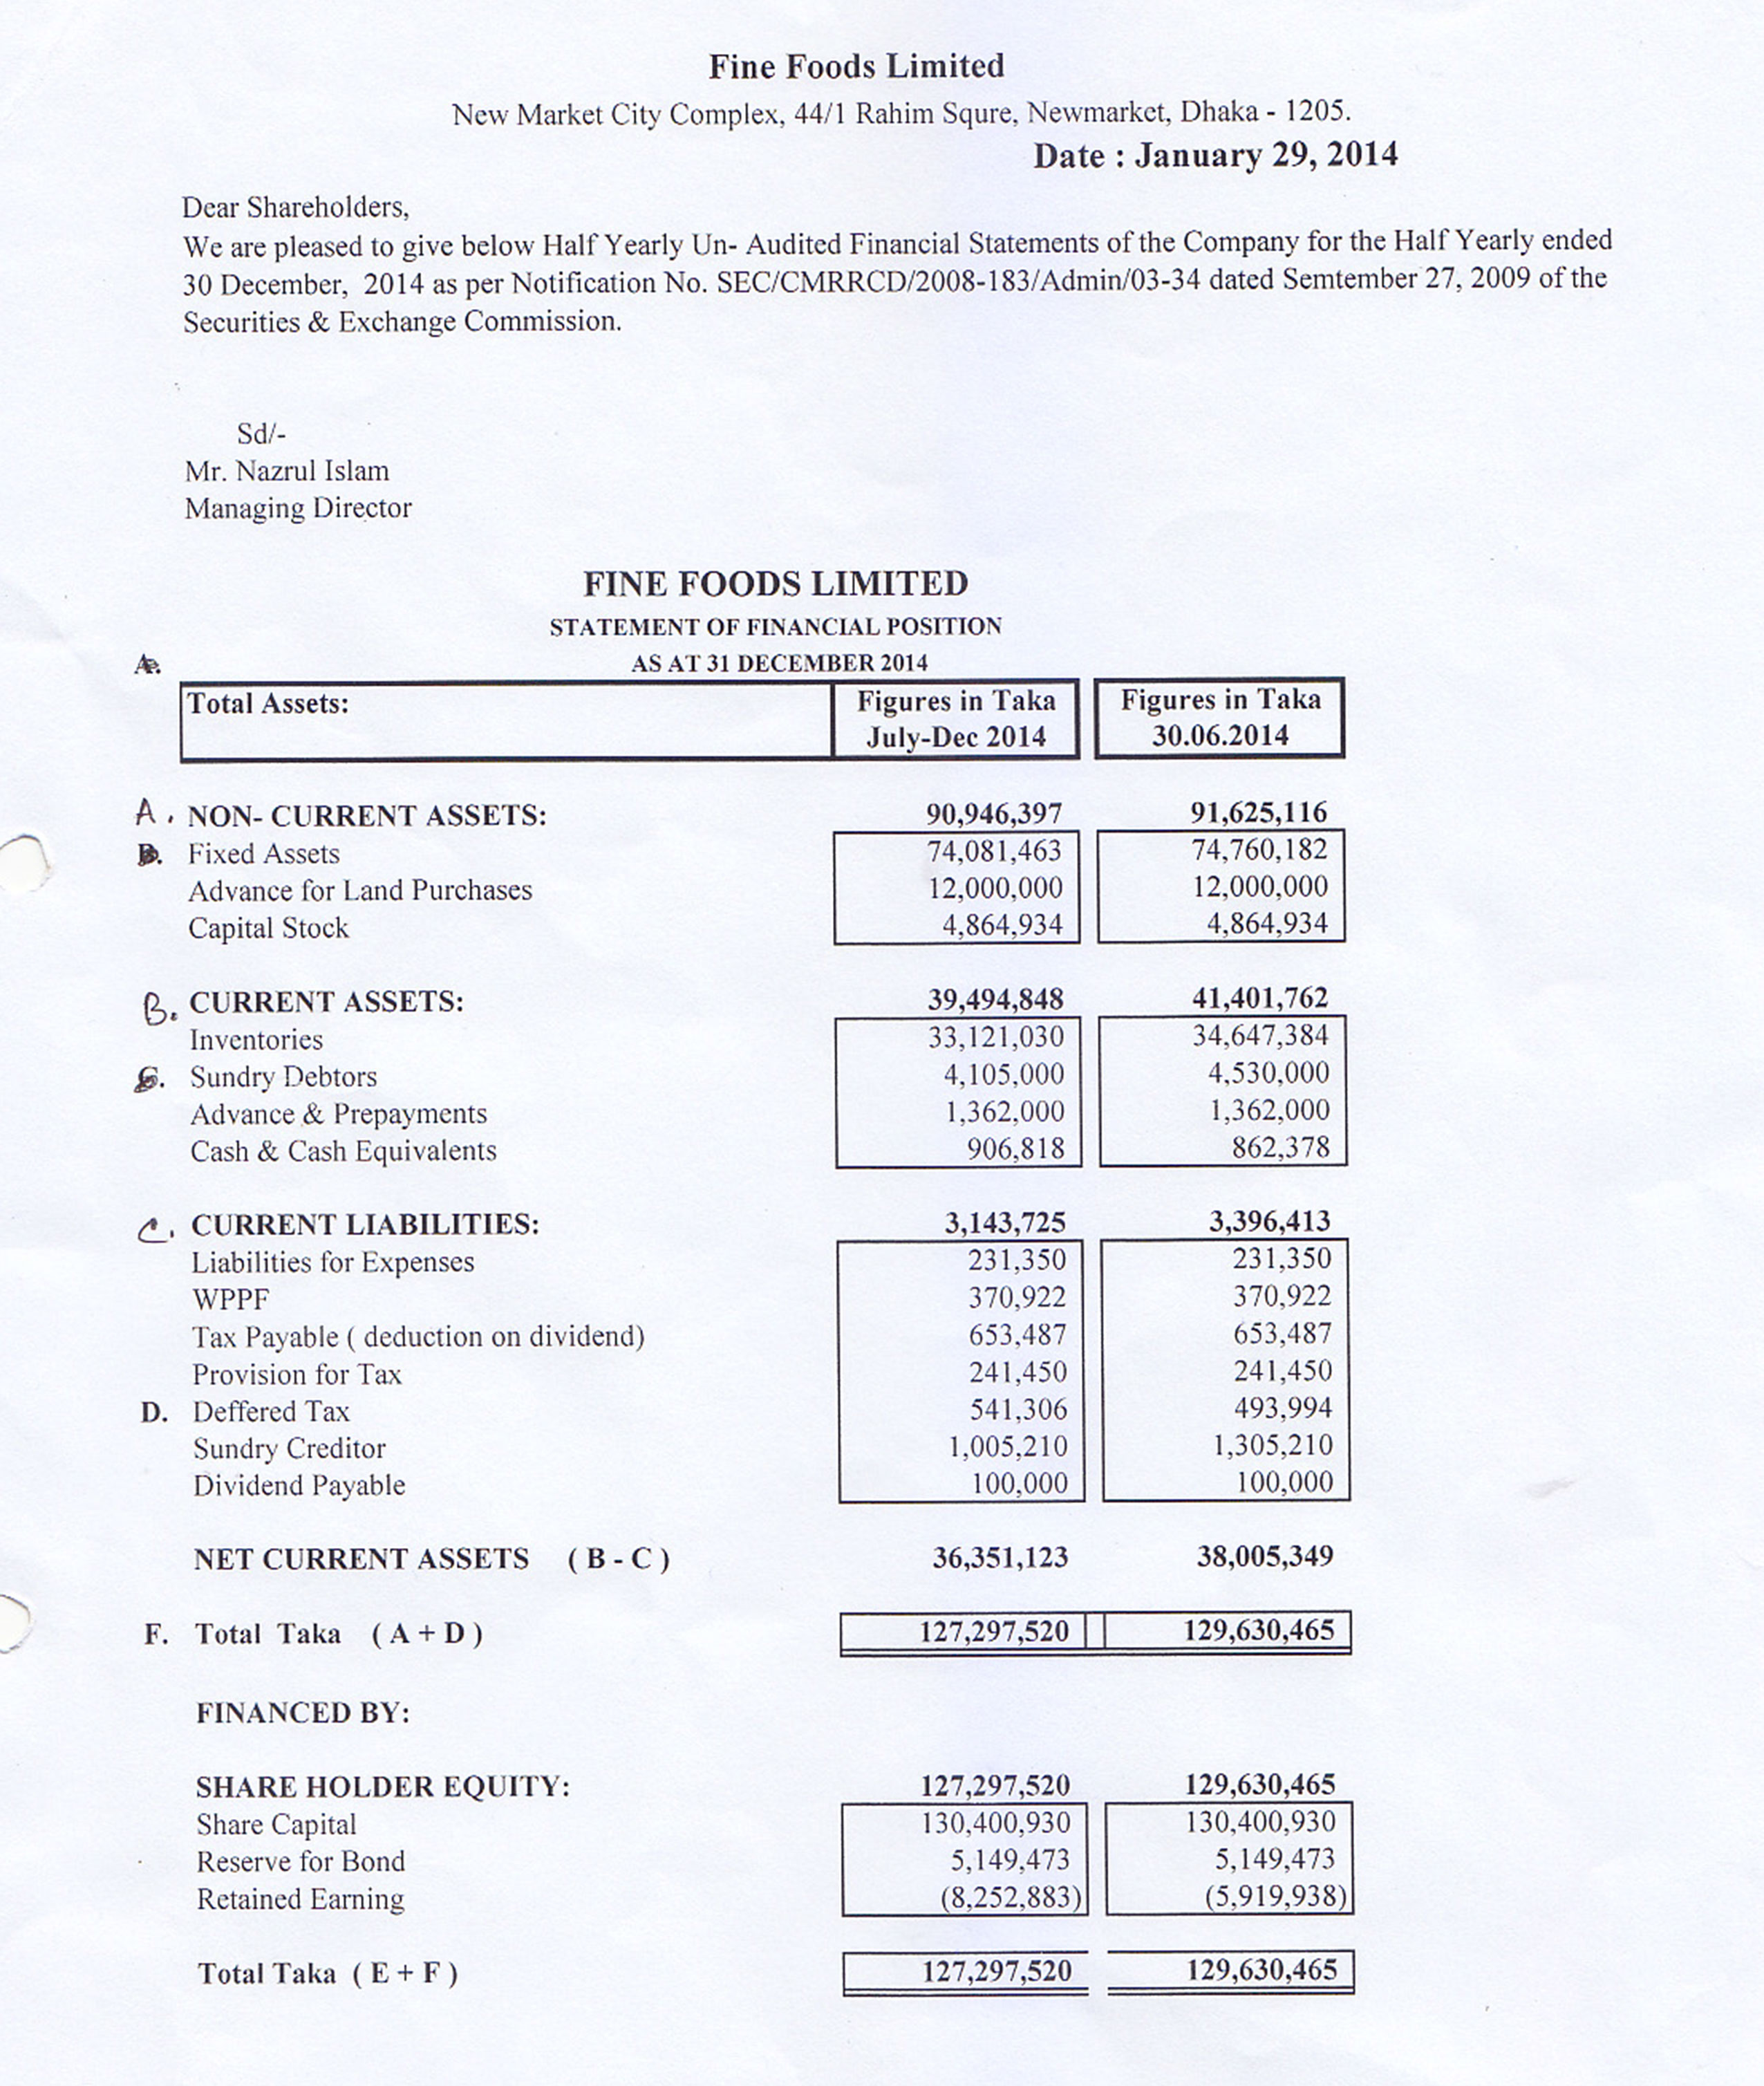 Fine Foods Limited
New Market City Complex, 44/1 Rahim Squre, Newmarket, Dhaka - 1205.
Date : January 29, 2014
Dear Shareholders,
We are pleased to give below Half Yearly Un- Audited Financial Statements of the Company for the Half Yearly ended
30 December, 2014 as per Notification No. SEC/CMRRCD/2008-183/Admin/03-34 dated Semtember 27, 2009 of the
Securities & Exchange Commission.
Sd/-
Mr. Nazrul Islam
Managing Director
FINE FOODS LIMITED
STATEMENT OF FINANCIAL POSITION
AS AT 31 DECEMBER 2014
Total Assets: Figures in Taka Figures in Taka
July-Dec 2014 30.06.2014
A. NON- CURRENT ASSETS: 90,946,397 91,625,116
Fixed Assets 74,081,463 74,760,182
Advance for Land Purchases 12,000,000 12,000,000
Capital Stock 4,864,934 4,864,934
B. CURRENT ASSETS: 39,494,848 41,401,762
Inventories 33,121,030 34,647,384
Sundry Debtors 4,105,000 4,530,000
Advance & Prepayments 1,362,000 1,362,000
Cash & Cash Equivalents 906,818 862,378
C. CURRENT LIABILITIES: 3,143,725 3,396,413
Liabilities for Expenses 231,350 231,350
WPPF 370,922 370,922
Tax Payable ( deduction on dividend) 653,487 653,487
Provision for Tax 241,450 241,450
D. Deffered Tax 541,306 493,994
Sundry Creditor 1,005,210 1,305,210
Dividend Payable 100,000 100,000
NET CURRENT ASSETS ( B - C ) 36,351,123 38,005,349
F. Total Taka ( A + D ) 127,297,520 129,630,465
FINANCED BY:
SHARE HOLDER EQUITY: 127,297,520 129,630,465
Share Capital 130,400,930 130,400,930
Reserve for Bond 5,149,473 5,149,473
Retained Earning (8,252,883) (5,919,938)
Total Taka ( E + F ) 127,297,520 129,630,465